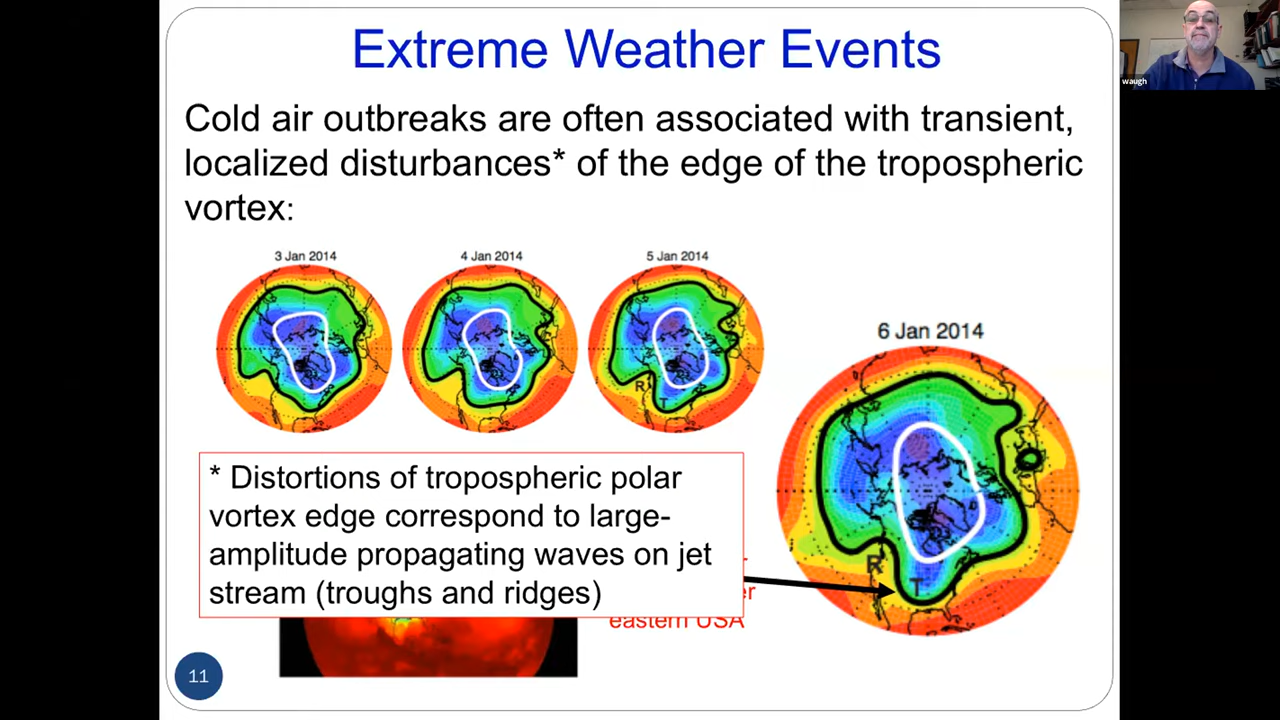 Extreme Weather Events
waugh
Cold air outbreaks are often associated with transient,
localized disturbances* of the edge of the tropospheric
vortex:
3 Jan 2014
4 Jan 2014
5 Jan 2014
R
T
6 Jan 2014
R
T
* Distortions of tropospheric polar
vortex edge correspond to large-
amplitude propagating waves on jet
stream (troughs and ridges)
eastern USA
11